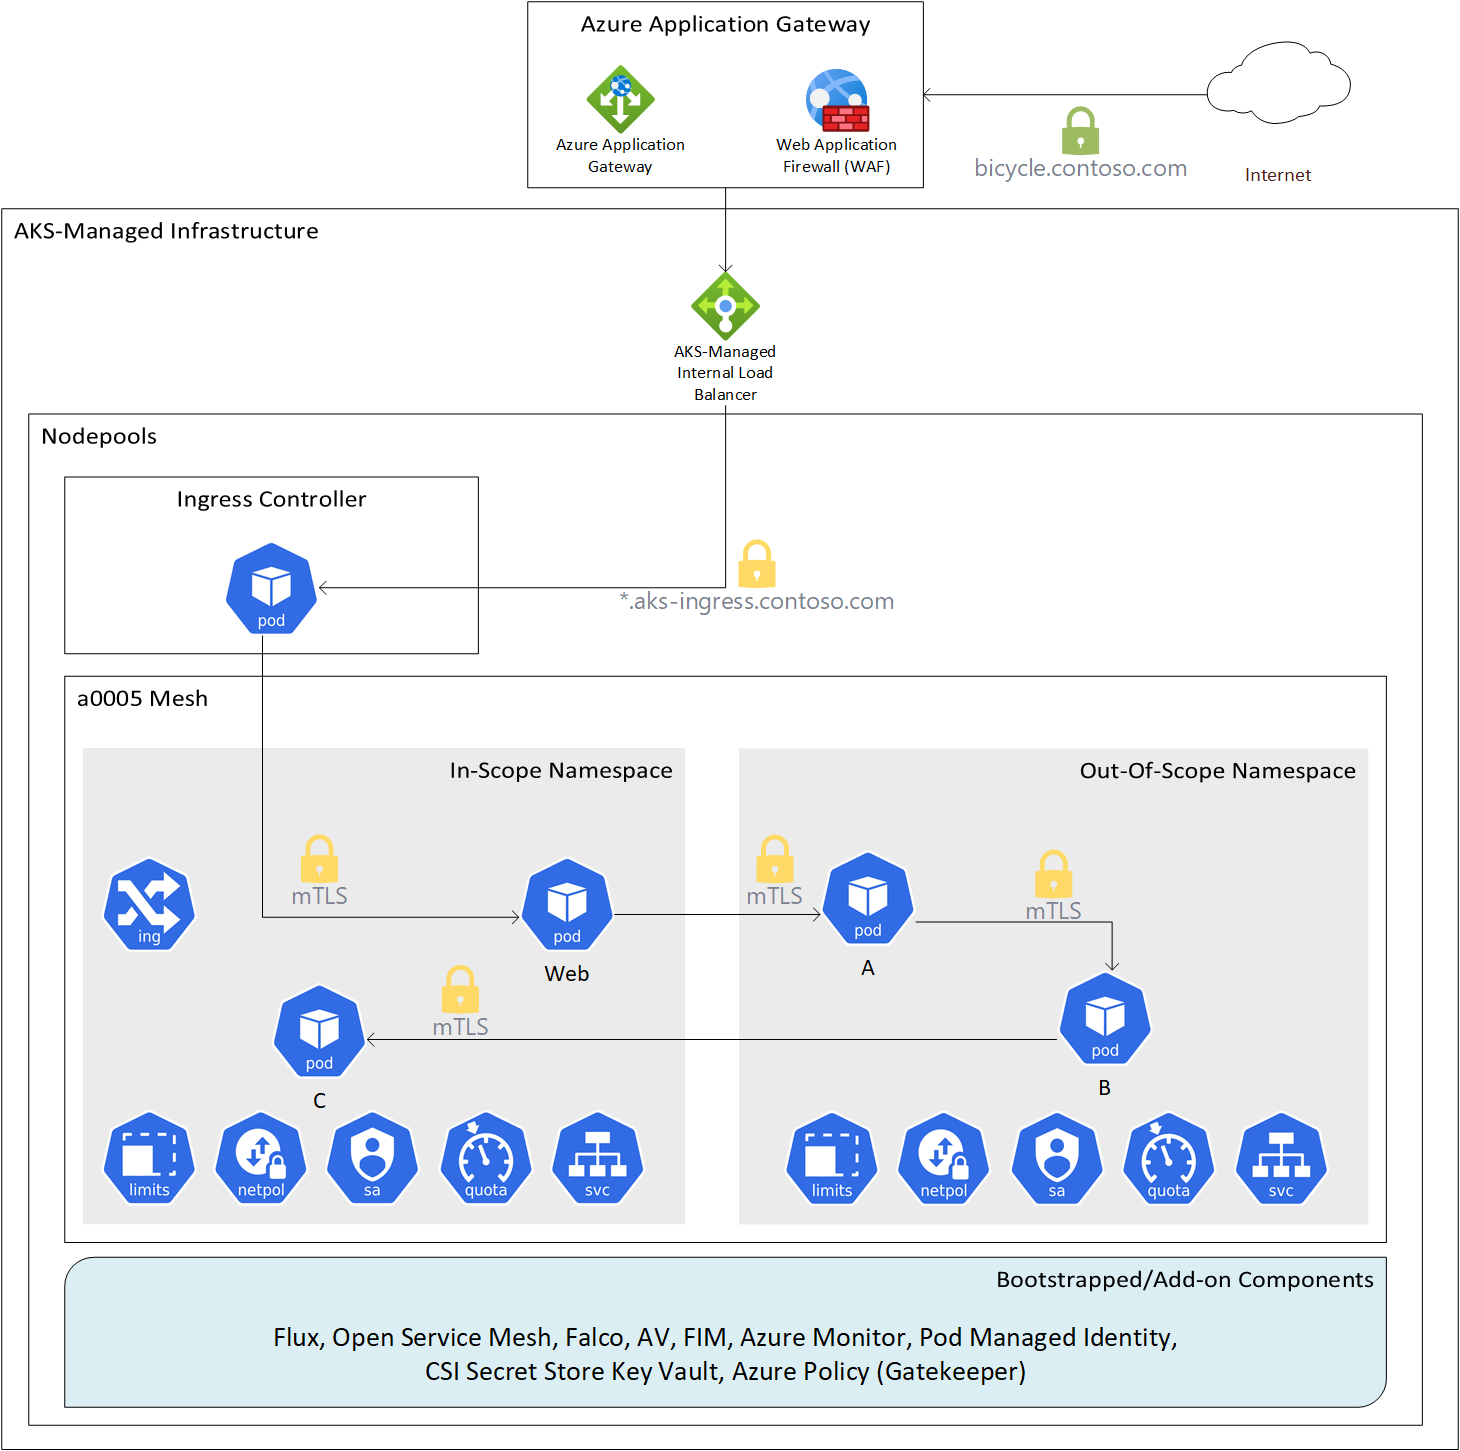 Azure Application Gateway
Azure Application
Gateway
Web Application
Firewall (WAF)
bicycle.contoso.com
Internet
AKS-Managed Infrastructure
AKS-Managed
Internal Load
Balancer
Nodepools
Ingress Controller
pod
*.aks-ingress.contoso.com
a0005 Mesh
In-Scope Namespace
Out-Of-Scope Namespace
mTLS
mTLS
mTLS
ing
pod
Web
pod
A
mTLS
pod
C
pod
B
limits
netpol
sa
quota
svc
limits
netpol
sa
quota
svc
Bootstrapped/Add-on Components
Flux, Open Service Mesh, Falco, AV, FIM, Azure Monitor, Pod Managed Identity,
CSI Secret Store Key Vault, Azure Policy (Gatekeeper)